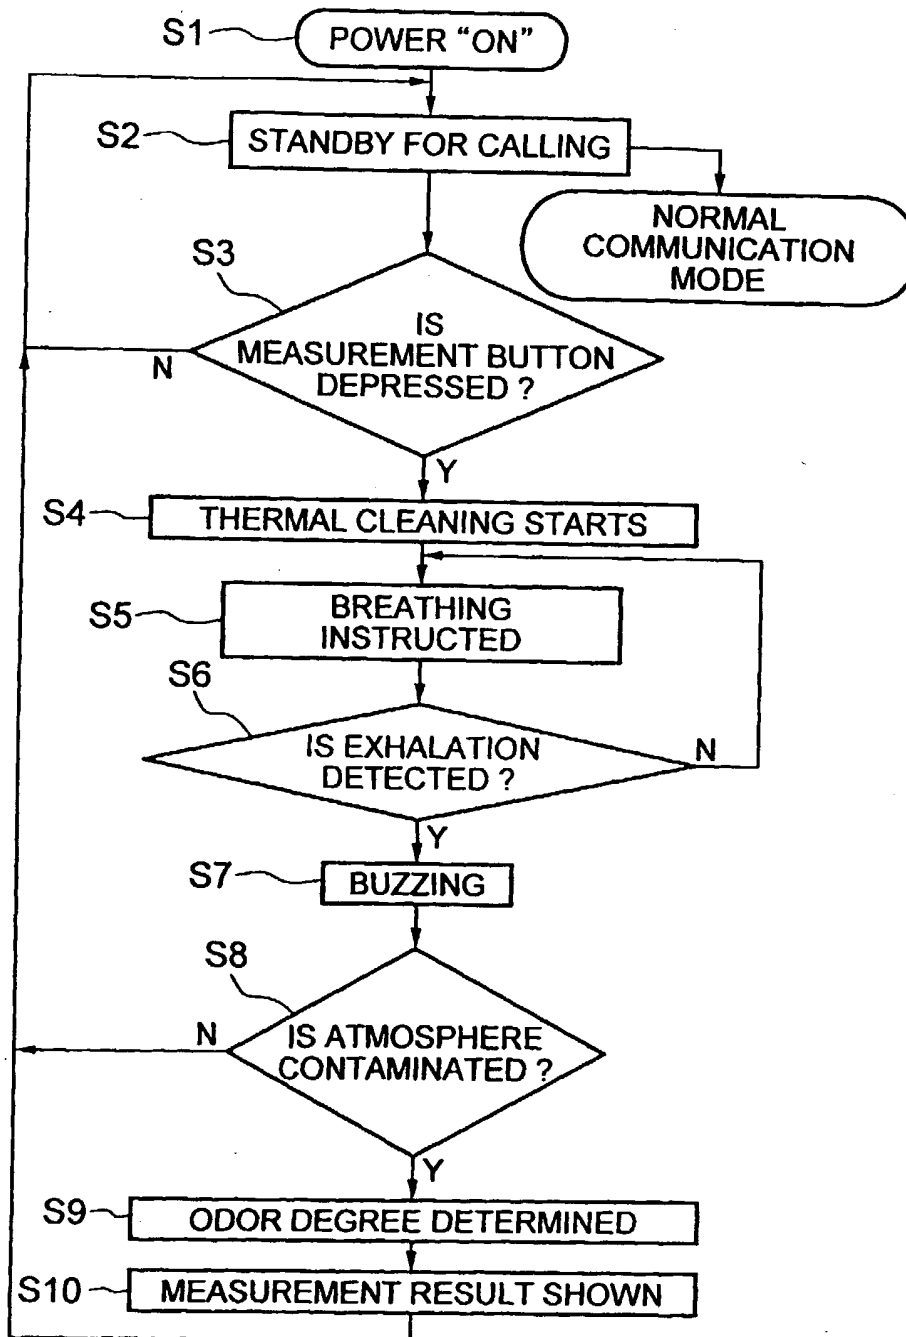 S1
POWER “ON”
S2
STANDBY FOR CALLING
NORMAL
COMMUNICATION
MODE
S3
IS
MEASUREMENT BUTTON
DEPRESSED ?
N
Y
S4
THERMAL CLEANING STARTS
S5
BREATHING
INSTRUCTED
S6
IS EXHALATION
DETECTED ?
N
Y
S7
BUZZING
S8
IS ATMOSPHERE
CONTAMINATED ?
N
Y
S9
ODOR DEGREE DETERMINED
S10
MEASUREMENT RESULT SHOWN